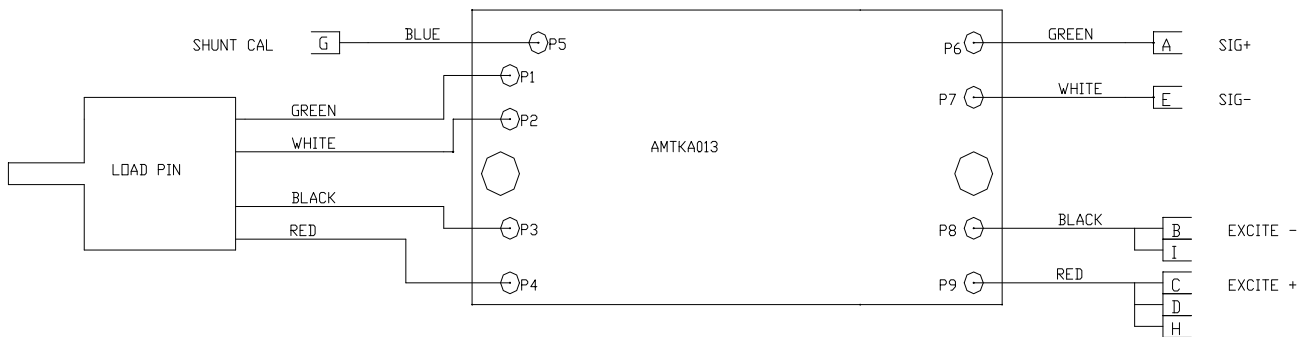 SHUNT CAL G BLUE P5
P1
GREEN
P2
WHITE
LOAD PIN
BLACK
P3
RED
P4
AMTKA013
P6 GREEN A SIG+
P7 WHITE E SIG-
P8 BLACK B EXCITE -
I
P9 RED C EXCITE +
D
H